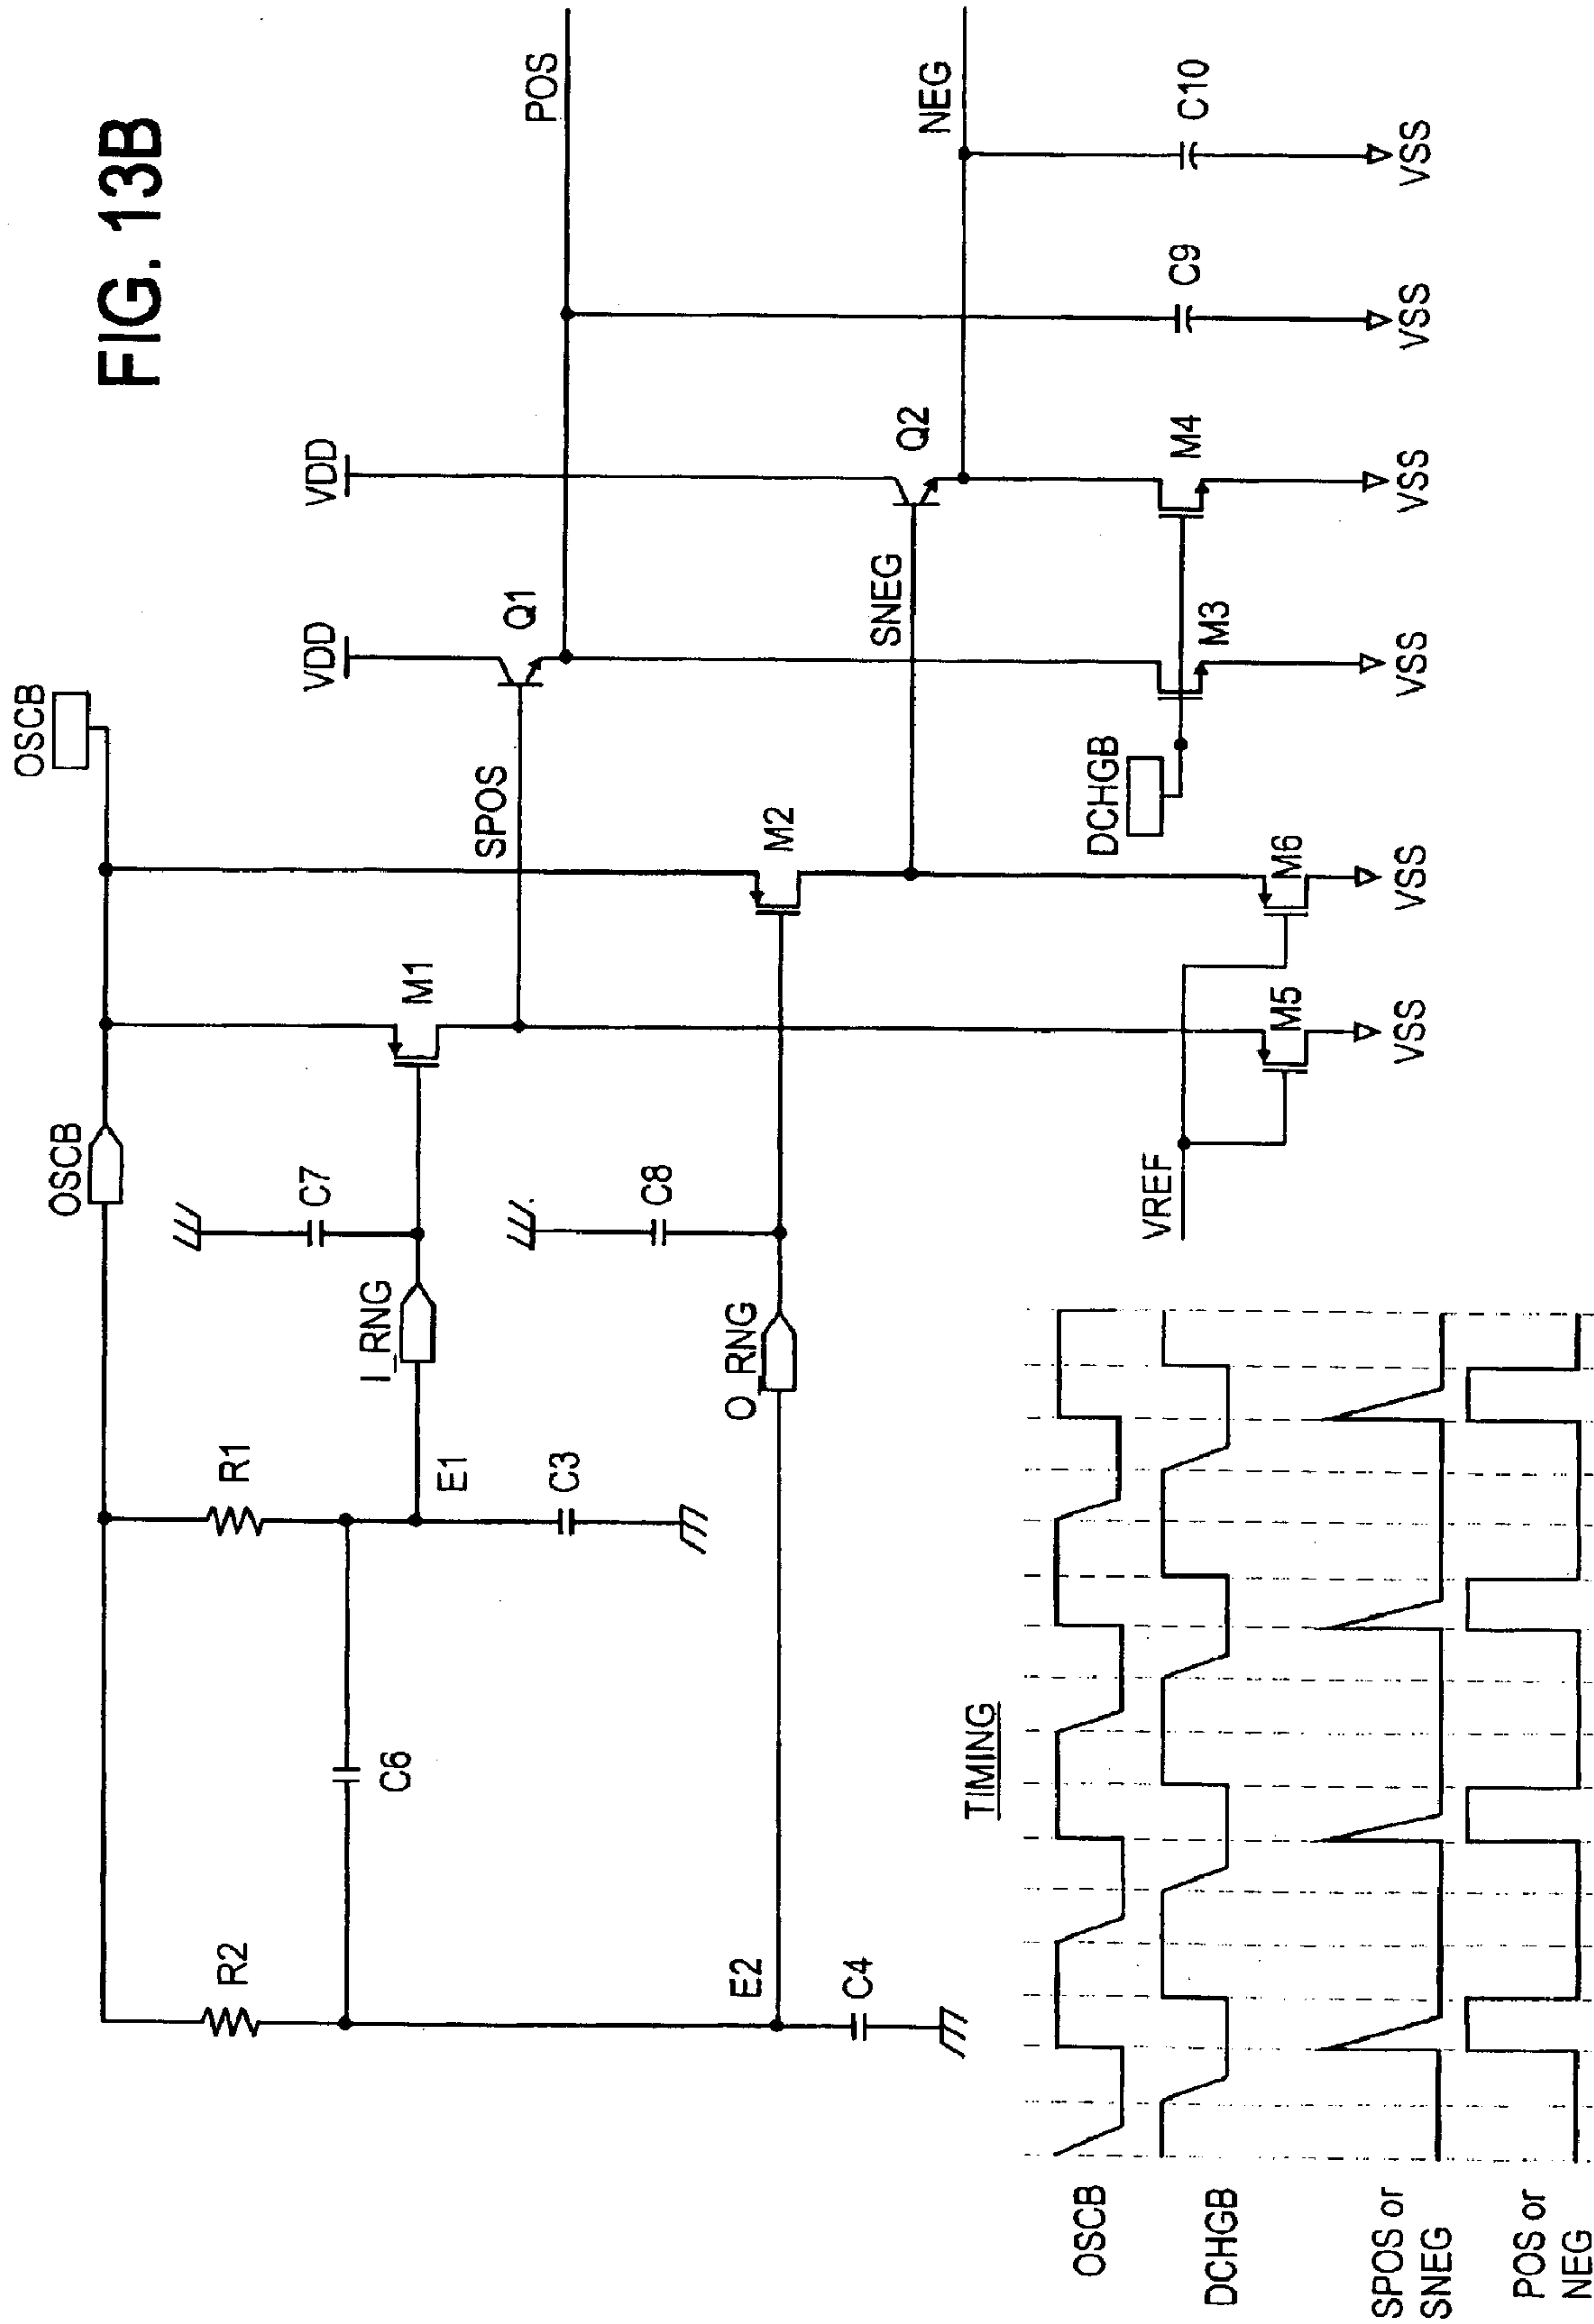 FIG. 13B
OSCB
OSCB
VDD
VDD
R2
R1
C7
M1
SPOS
Q1
POS
I_RNG
E1
C6
C3
C8
M2
SNEG
Q2
NEG
O_RNG
E2
C4
VREF
M5
M6
DCHGB
M3
M4
C9
C10
VSS
VSS
VSS
VSS
VSS
VSS
TIMING
OSCB
DCHGB
SPOS or
SNEG
POS or
NEG